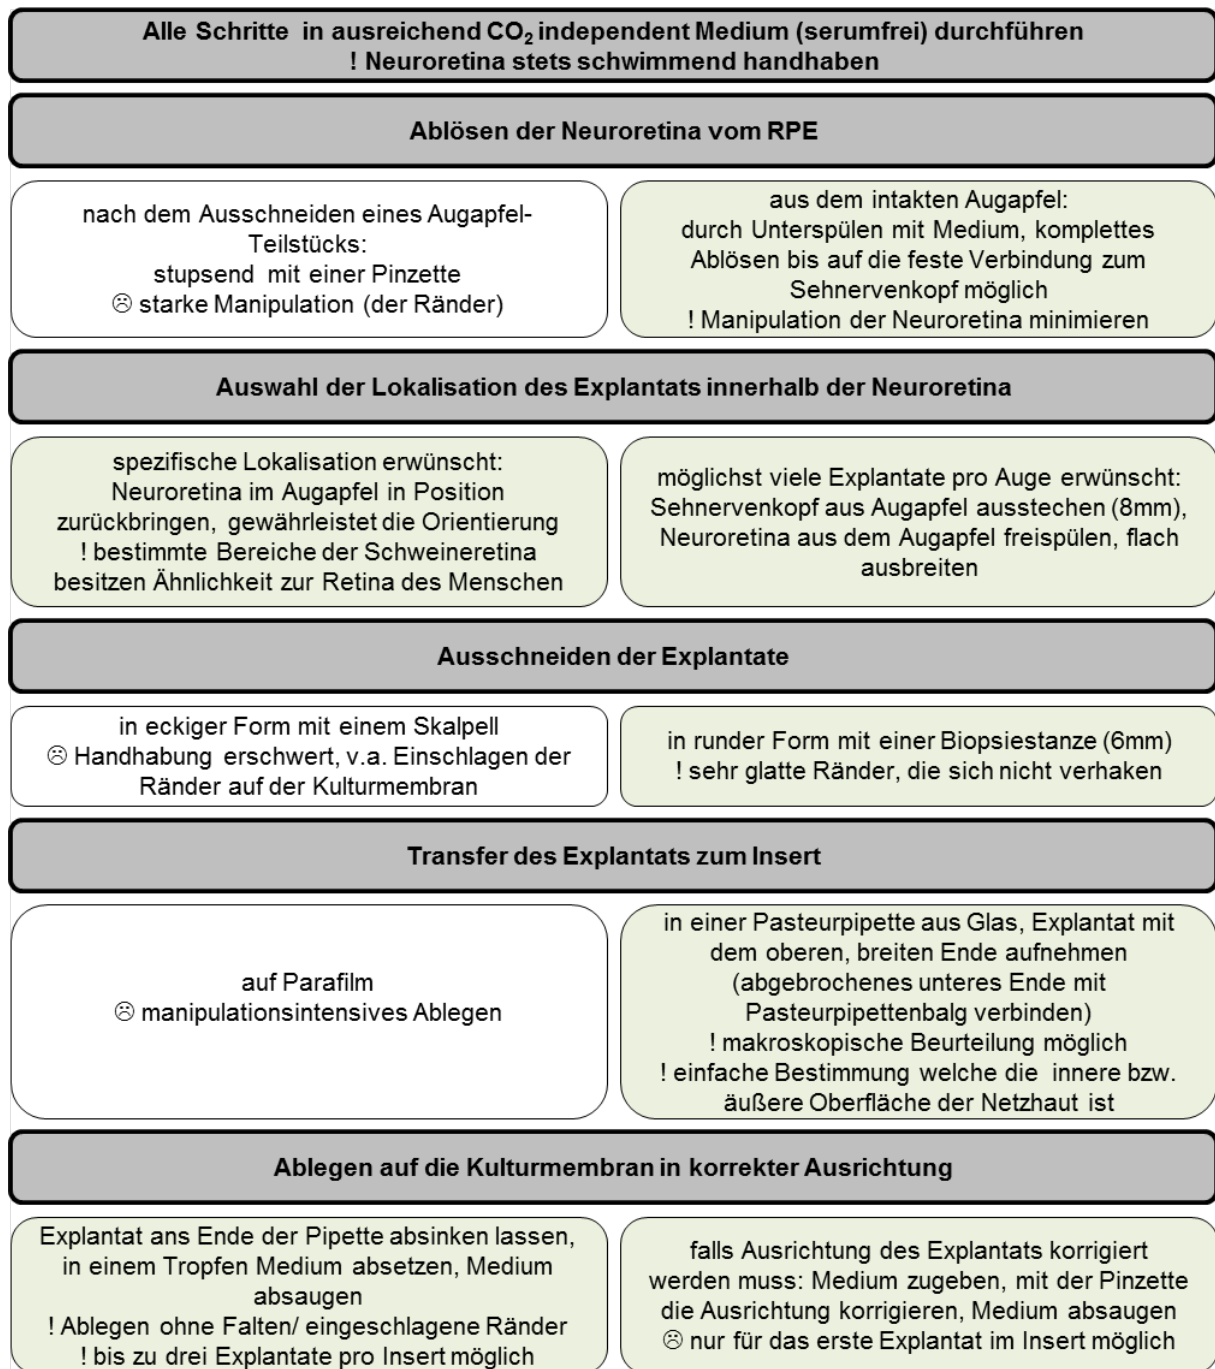 Alle Schritte in ausreichend CO₂ independent Medium (serumfrei) durchführen
! Neuroretina stets schwimmend handhaben
Ablösen der Neuroretina vom RPE
nach dem Ausschneiden eines Augapfel-
Teilstücks:
stupsend mit einer Pinzette
☹ starke Manipulation (der Ränder)
aus dem intakten Augapfel:
durch Unterspülen mit Medium, komplettes
Ablösen bis auf die feste Verbindung zum
Sehnervenkopf möglich
! Manipulation der Neuroretina minimieren
Auswahl der Lokalisation des Explantats innerhalb der Neuroretina
spezifische Lokalisation erwünscht:
Neuroretina im Augapfel in Position
zurückbringen, gewährleistet die Orientierung
! bestimmte Bereiche der Schweineretina
besitzen Ähnlichkeit zur Retina des Menschen
möglichst viele Explantate pro Auge erwünscht:
Sehnervenkopf aus Augapfel ausstechen (8mm),
Neuroretina aus dem Augapfel freispülen, flach
ausbreiten
Ausschneiden der Explantate
in eckiger Form mit einem Skalpell
☹ Handhabung erschwert, v.a. Einschlagen der
Ränder auf der Kulturmembran
in runder Form mit einer Biopsiestanze (6mm)
! sehr glatte Ränder, die sich nicht verhaken
Transfer des Explantats zum Insert
auf Parafilm
☹ manipulationsintensives Ablegen
in einer Pasteurpipette aus Glas, Explantat mit
dem oberen, breiten Ende aufnehmen
(abgebrochenes unteres Ende mit
Pasteurpipettenbalg verbinden)
! makroskopische Beurteilung möglich
! einfache Bestimmung welche die innere bzw.
äußere Oberfläche der Netzhaut ist
Ablegen auf die Kulturmembran in korrekter Ausrichtung
Explantat ans Ende der Pipette absinken lassen,
in einem Tropfen Medium absetzen, Medium
absaugen
! Ablegen ohne Falten/ eingeschlagene Ränder
! bis zu drei Explantate pro Insert möglich
falls Ausrichtung des Explantats korrigiert
werden muss: Medium zugeben, mit der Pinzette
die Ausrichtung korrigieren, Medium absaugen
☹ nur für das erste Explantat im Insert möglich